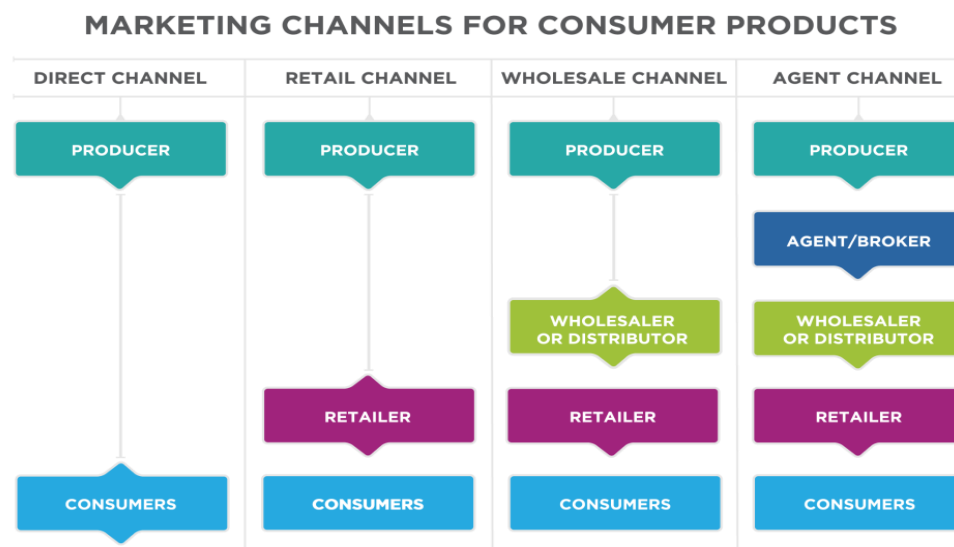 MARKETING CHANNELS FOR CONSUMER PRODUCTS
DIRECT CHANNEL
PRODUCER
CONSUMERS
RETAIL CHANNEL
PRODUCER
RETAILER
CONSUMERS
WHOLESALE CHANNEL
PRODUCER
WHOLESALER
OR DISTRIBUTOR
RETAILER
CONSUMERS
AGENT CHANNEL
PRODUCER
AGENT/BROKER
WHOLESALER
OR DISTRIBUTOR
RETAILER
CONSUMERS